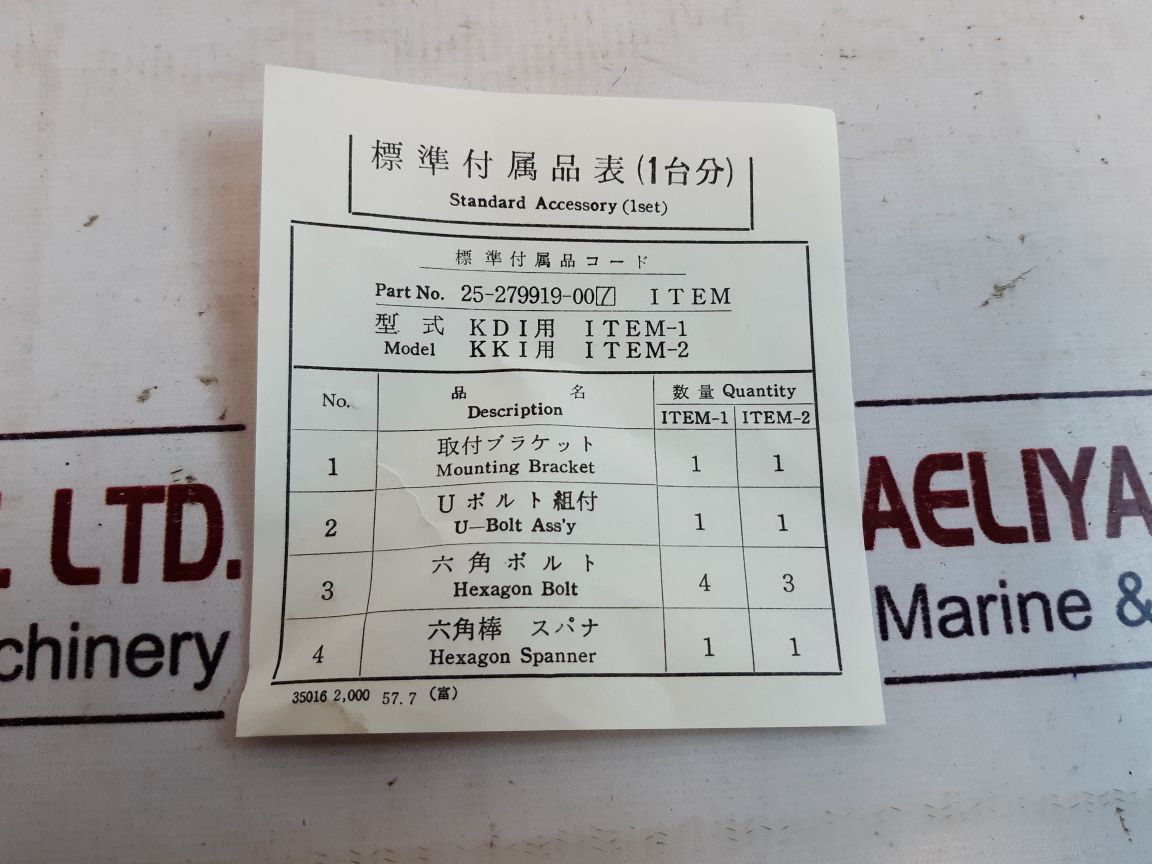 標準付属品表(1台分)
Standard Accessory (1set)
標準付属品コード
Part No. 25-279919-00 ITEM
型式 KDI用 ITEM-1
Model KKI用 ITEM-2
No. 品名 数量 Quantity
Description ITEM-1 ITEM-2
取付ブラケット
1 Mounting Bracket 1 1
Uボルト組付
2 U-Bolt Ass'y 1 1
六角ボルト
3 Hexagon Bolt 4 3
六角棒 スパナ
4 Hexagon Spanner 1 1
35016 2,000 57.7 (富)
LTD.
chinery
AELIYA
Marine &